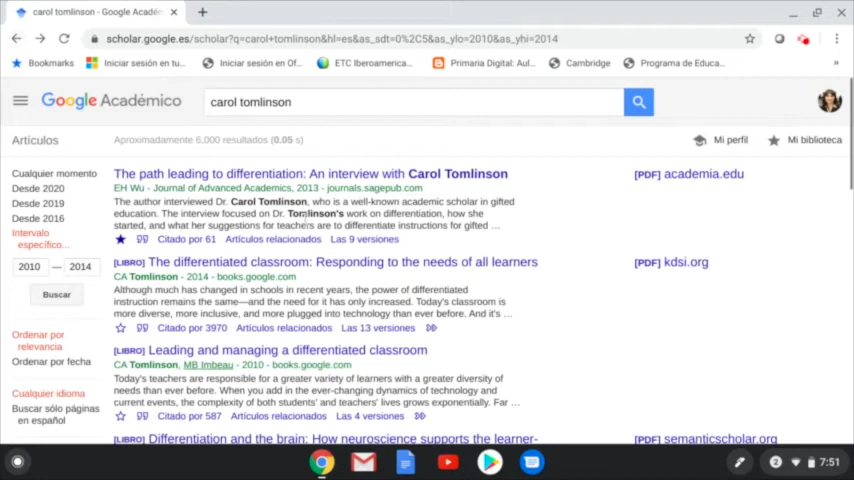 carol tomlinson - Google Académ
scholar.google.es/scholar?q=carol+tomlinson&hl=es&as_sdt=0%2C5&as_ylo=2010&as_yhi=2014
Bookmarks
Iniciar sesión en tu...
Iniciar sesión en Of...
ETC Iberoamerica...
Primaria Digital: Aul...
Cambridge
Programa de Educa...
»
Google Académico
carol tomlinson
Artículos
Aproximadamente 6,000 resultados (0.05 s)
Mi perfil
Mi biblioteca
Cualquier momento
Desde 2020
Desde 2019
Desde 2016
Intervalo
específico...
2010 — 2014
Buscar
Ordenar por
relevancia
Ordenar por fecha
Cualquier idioma
Buscar sólo páginas
en español
The path leading to differentiation: An interview with Carol Tomlinson
EH Wu - Journal of Advanced Academics, 2013 - journals.sagepub.com
The author interviewed Dr. Carol Tomlinson, who is a well-known academic scholar in gifted
education. The interview focused on Dr. Tomlinson's work on differentiation, how she
started, and what her suggestions for teachers are to differentiate instructions for gifted ...
Citado por 61 Artículos relacionados Las 9 versiones
[PDF] academia.edu
[LIBRO] The differentiated classroom: Responding to the needs of all learners
CA Tomlinson - 2014 - books.google.com
Although much has changed in schools in recent years, the power of differentiated
instruction remains the same—and the need for it has only increased. Today's classroom is
more diverse, more inclusive, and more plugged into technology than ever before. And it's ...
Citado por 3970 Artículos relacionados Las 13 versiones
[PDF] kdsi.org
[LIBRO] Leading and managing a differentiated classroom
CA Tomlinson, MB Imbeau - 2010 - books.google.com
Today's teachers are responsible for a greater variety of learners with a greater diversity of
needs than ever before. When you add in the ever-changing dynamics of technology and
current events, the complexity of both students' and teachers' lives grows exponentially. Far ...
Citado por 587 Artículos relacionados Las 4 versiones
[LIBRO] Differentiation and the brain: How neuroscience supports the learner-
[PDF] semanticscholar.org
2
7:51